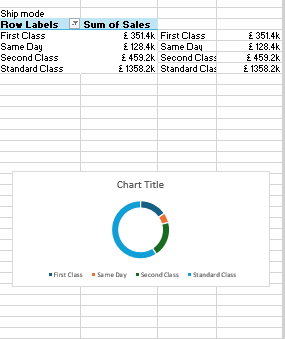 Ship mode
Row Labels Sum of Sales
First Class £ 351.4k First Class £ 351.4k
Same Day £ 128.4k Same Day £ 128.4k
Second Class £ 459.2k Second Class £ 459.2k
Standard Class £ 1358.2k Standard Clas £ 1358.2k
Chart Title
First Class Same Day Second Class Standard Class